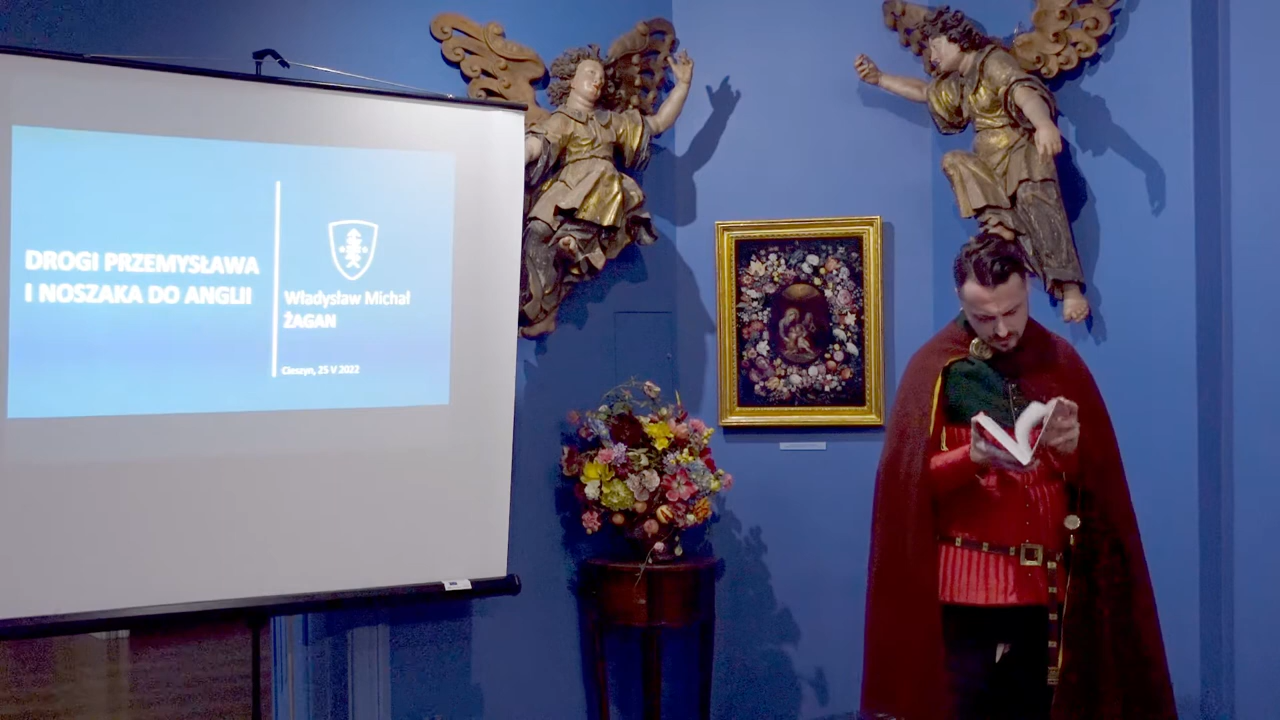 DROGI PRZEMYSŁAWA
I NOSZAKA DO ANGLII
Władysław Michał
ŻAGAN
Cieszyn, 25 V 2022